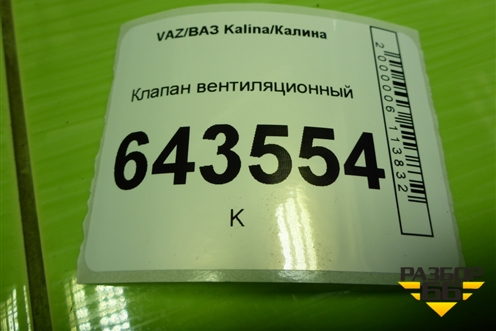 VAZ/ВАЗ Kalina/Калина
Клапан вентиляционный
643554
К
2000006113832
РАЗБОР
66